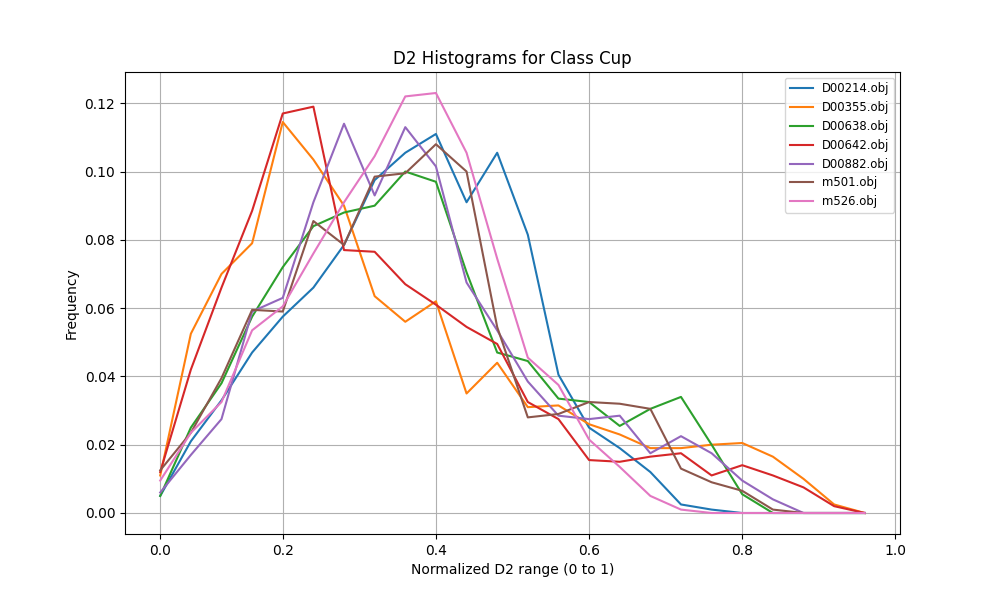 D2 Histograms for Class Cup
D00214.obj
D00355.obj
D00638.obj
D00642.obj
D00882.obj
m501.obj
m526.obj
0.12
0.10
0.08
0.06
0.04
0.02
0.00
Frequency
0.0 0.2 0.4 0.6 0.8 1.0
Normalized D2 range (0 to 1)